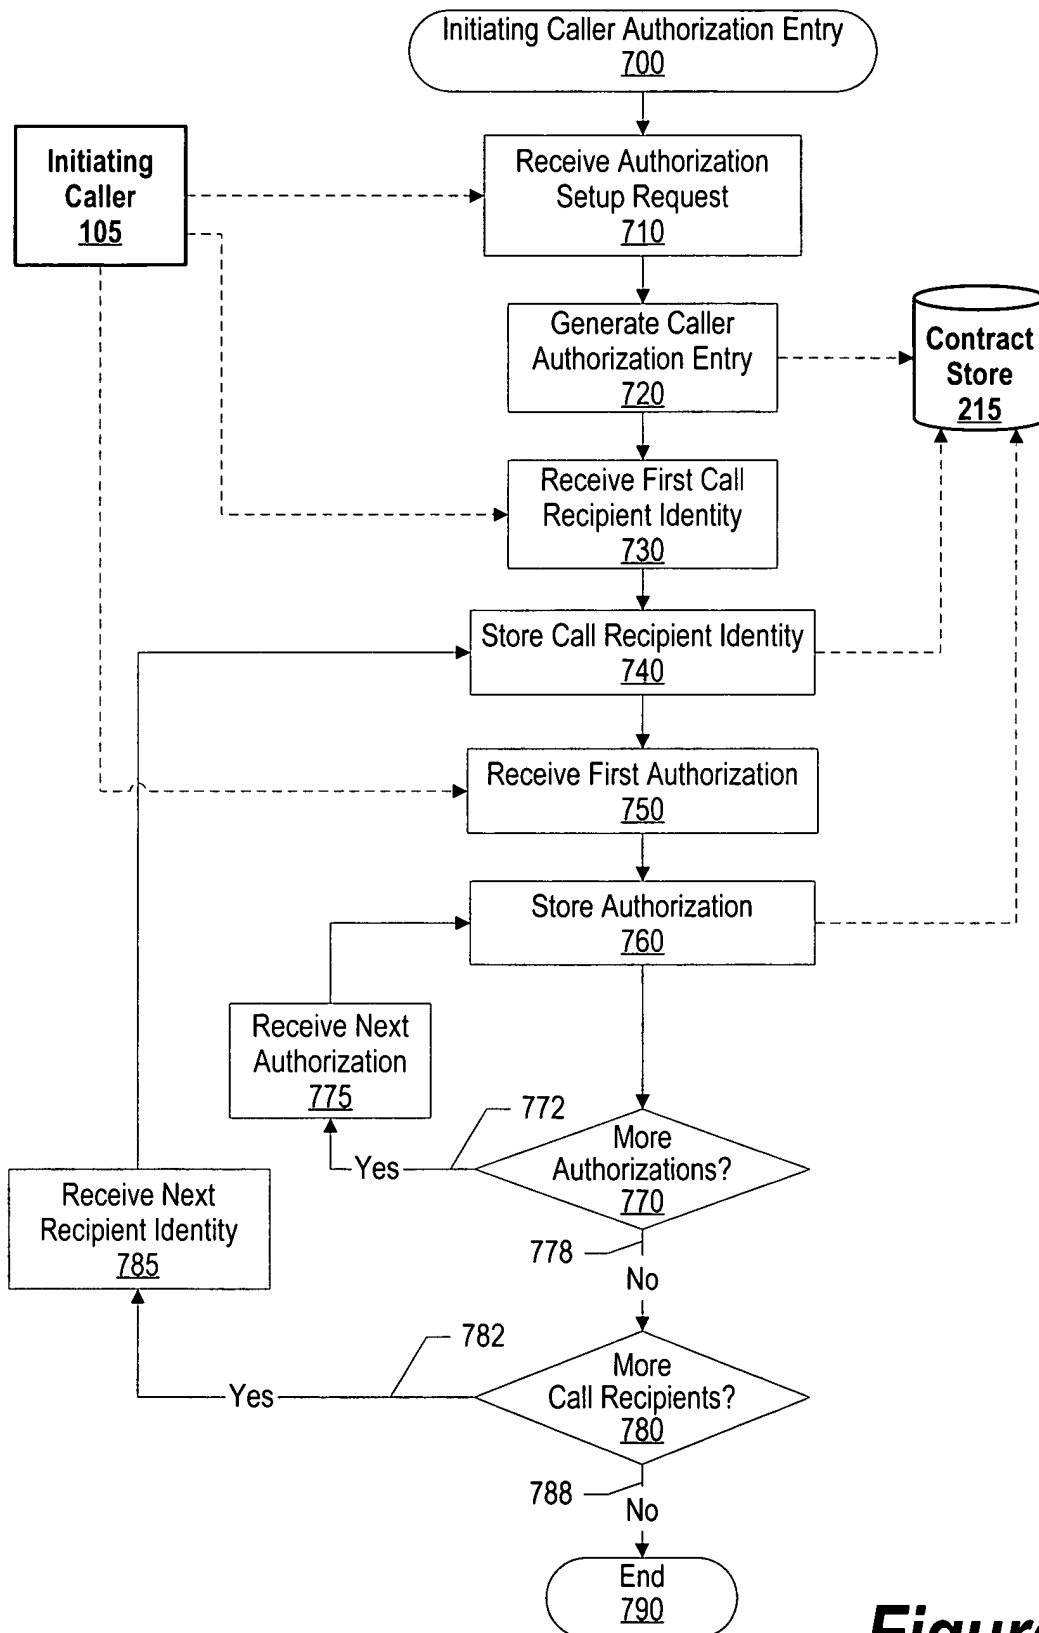 Initiating Caller Authorization Entry
700
Initiating
Caller
105
Receive Authorization
Setup Request
710
Generate Caller
Authorization Entry
720
Contract
Store
215
Receive First Call
Recipient Identity
730
Store Call Recipient Identity
740
Receive First Authorization
750
Store Authorization
760
Receive Next
Authorization
775
772
More
Authorizations?
770
Yes
Receive Next
Recipient Identity
785
778
No
782
More
Call Recipients?
780
Yes
788
No
End
790
Figure